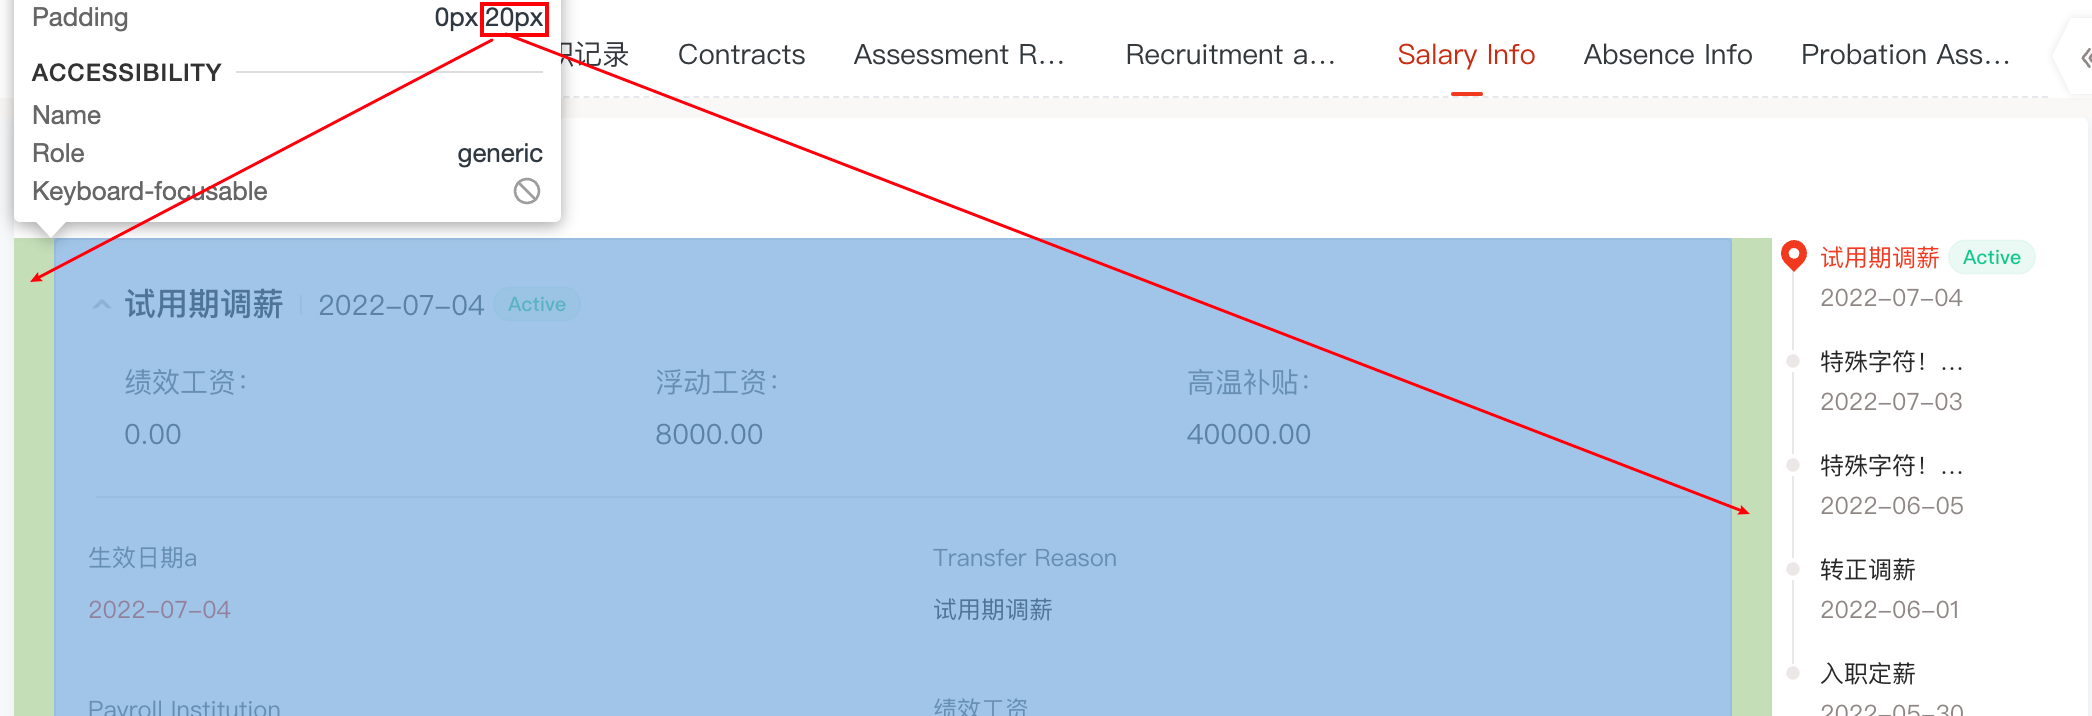 Padding 0px 20px
ACCESSIBILITY
Name
Role generic
Keyboard-focusable
记录 Contracts Assessment R... Recruitment a... Salary Info Absence Info Probation Ass...
试用期调薪 2022-07-04 Active
绩效工资: 浮动工资: 高温补贴:
0.00 8000.00 40000.00
生效日期a Transfer Reason
2022-07-04 试用期调薪
Payroll Institution 绩效工资
试用期调薪 Active
2022-07-04
特殊字符! ...
2022-07-03
特殊字符! ...
2022-06-05
转正调薪
2022-06-01
入职定薪
2022-05-30